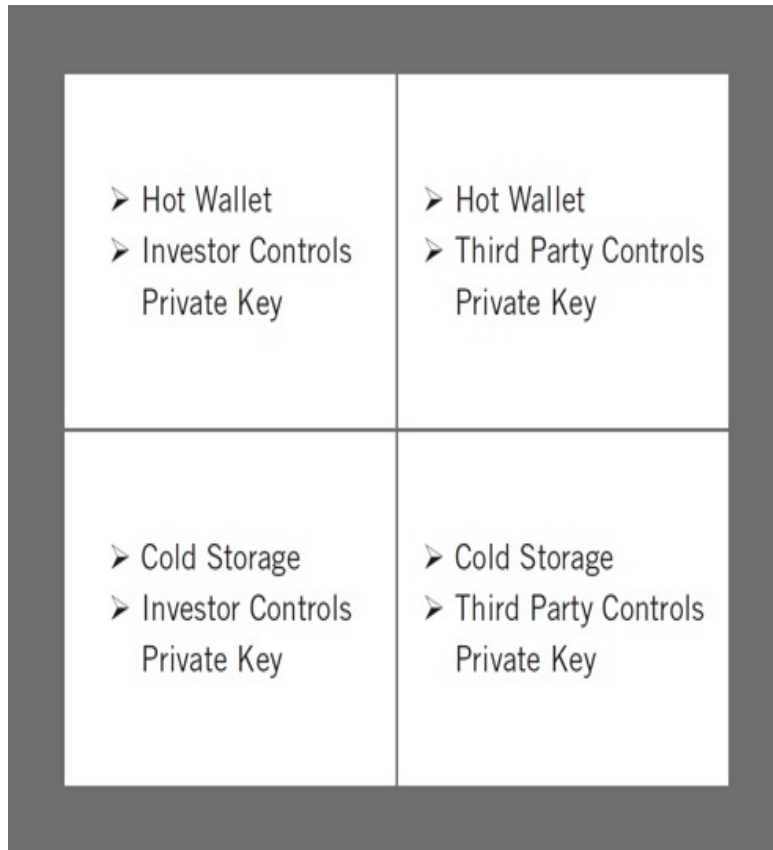 ➢ Hot Wallet
➢ Investor Controls
Private Key
➢ Hot Wallet
➢ Third Party Controls
Private Key
➢ Cold Storage
➢ Investor Controls
Private Key
➢ Cold Storage
➢ Third Party Controls
Private Key